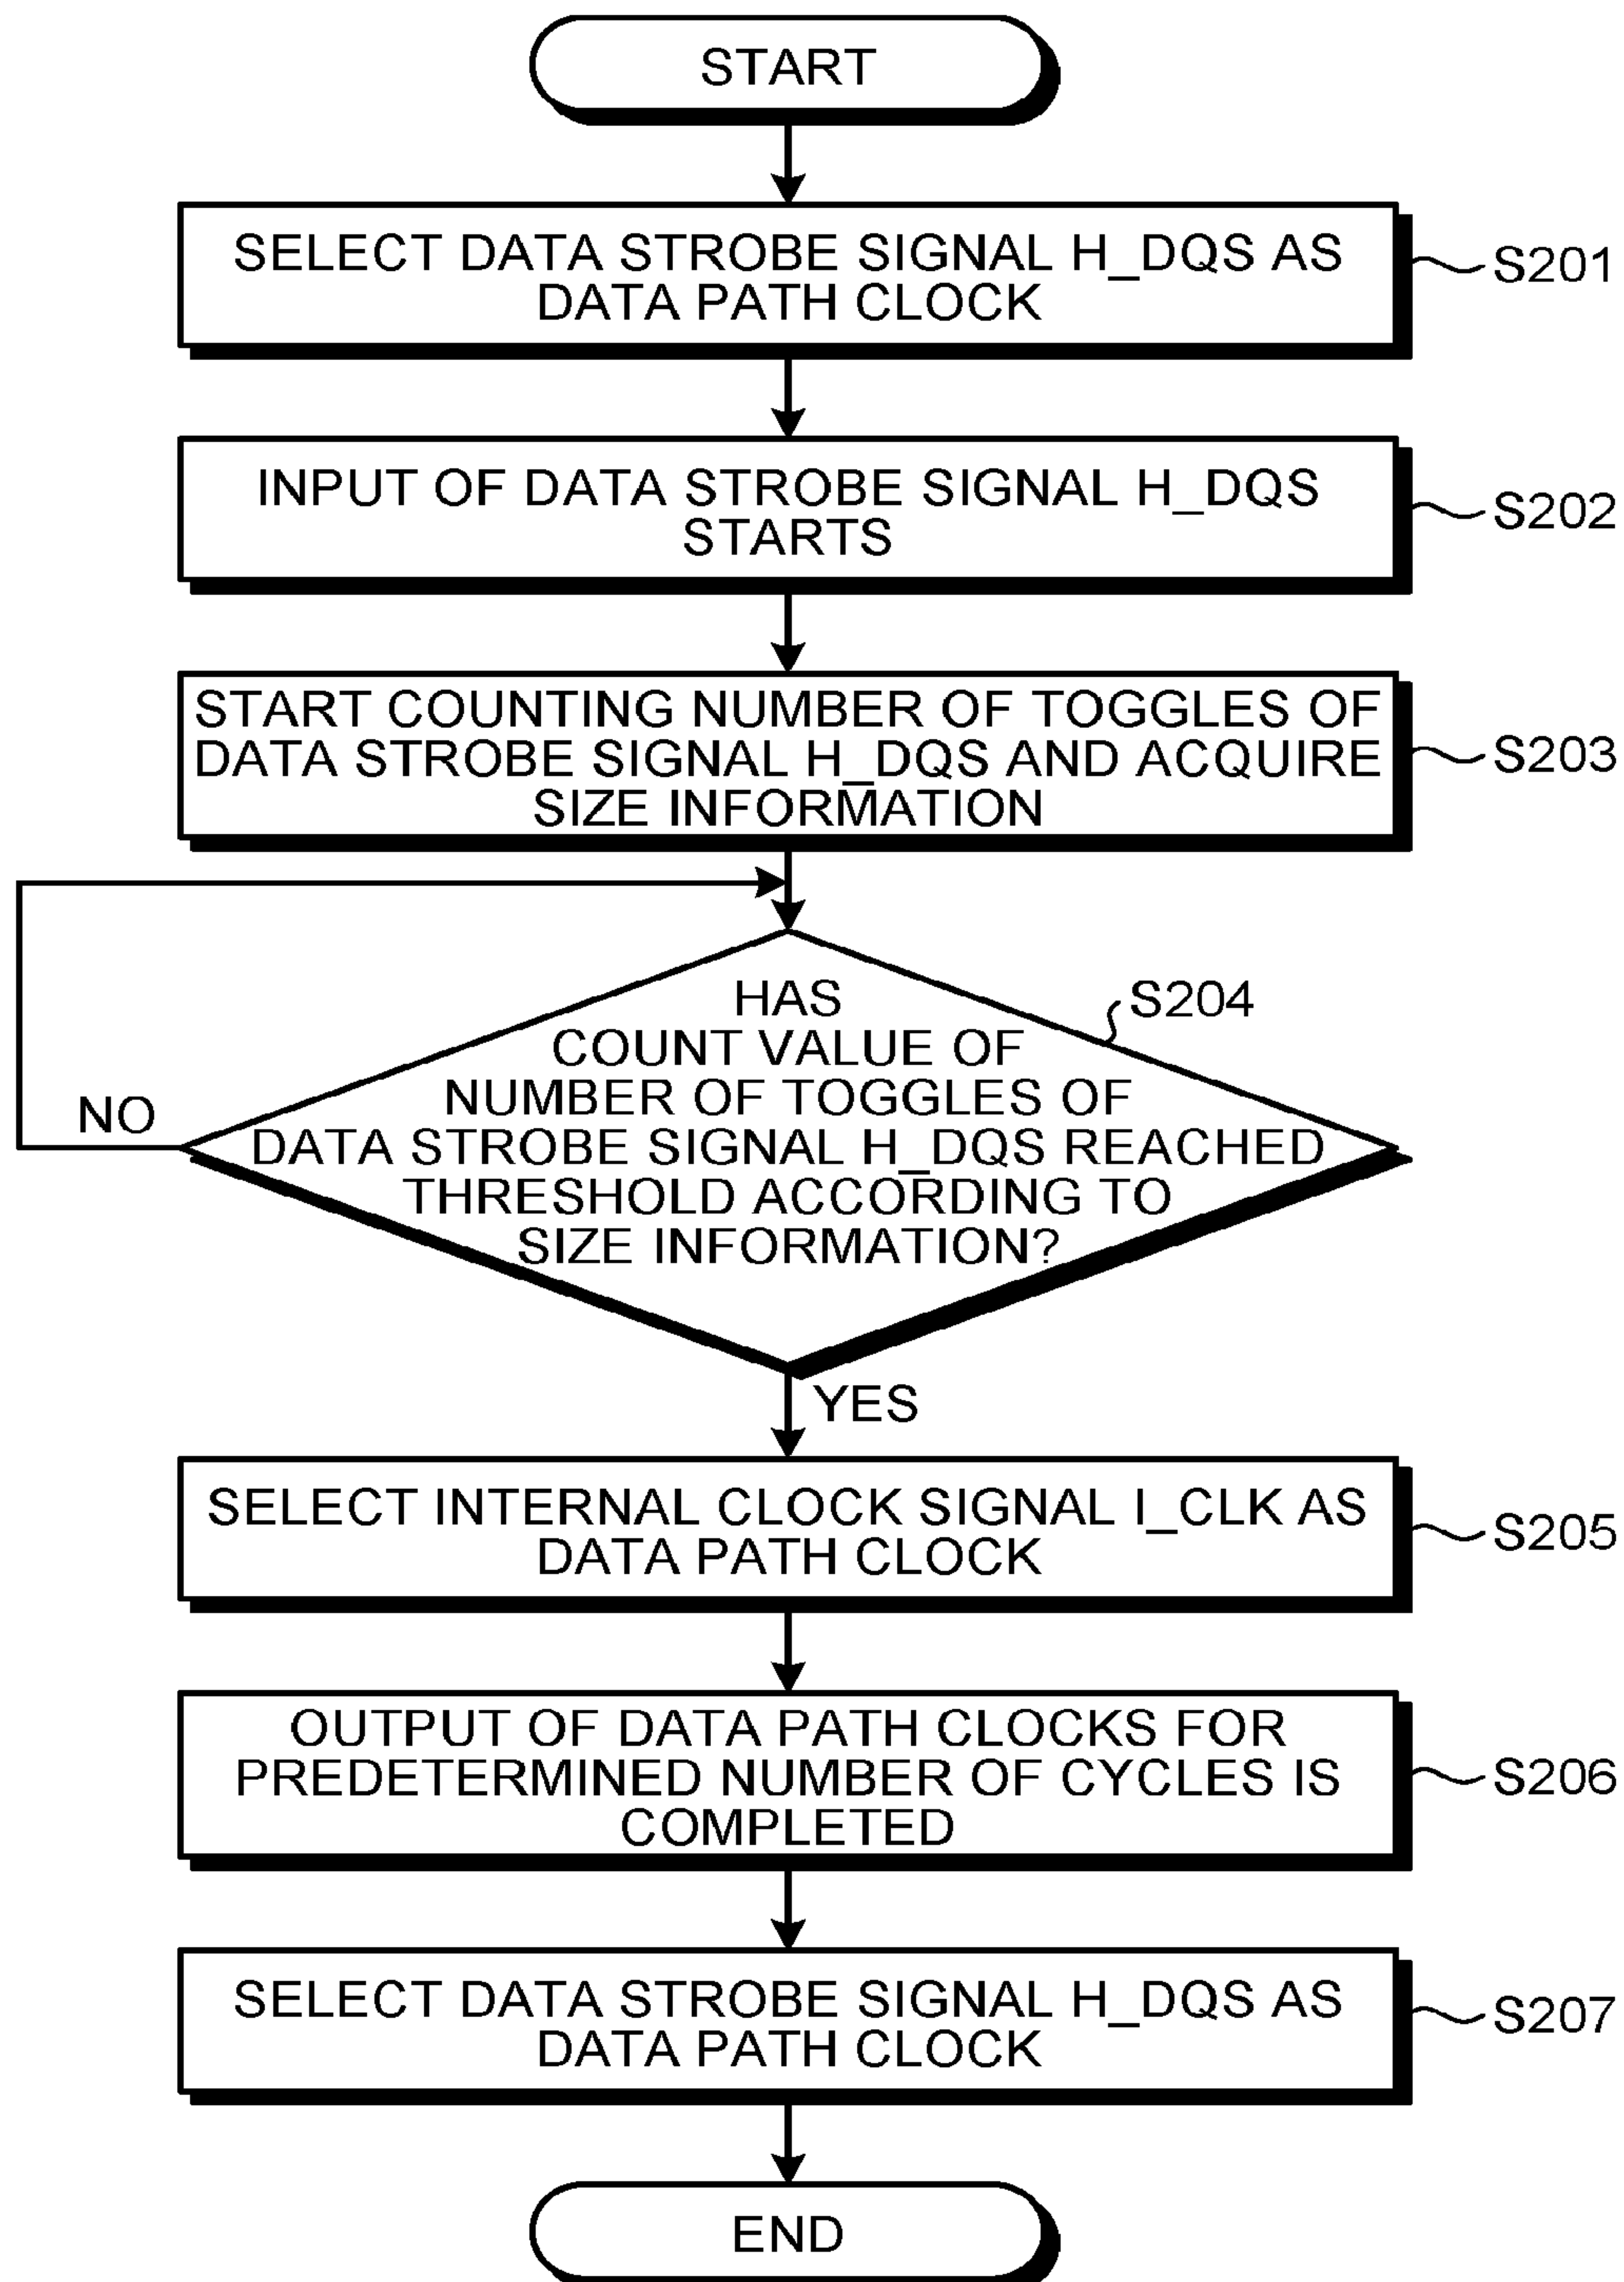 START
SELECT DATA STROBE SIGNAL H_DQS AS
DATA PATH CLOCK
S201
INPUT OF DATA STROBE SIGNAL H_DQS
STARTS
S202
START COUNTING NUMBER OF TOGGLES OF
DATA STROBE SIGNAL H_DQS AND ACQUIRE
SIZE INFORMATION
S203
HAS
COUNT VALUE OF
NUMBER OF TOGGLES OF
DATA STROBE SIGNAL H_DQS REACHED
THRESHOLD ACCORDING TO
SIZE INFORMATION?
S204
NO
YES
SELECT INTERNAL CLOCK SIGNAL I_CLK AS
DATA PATH CLOCK
S205
OUTPUT OF DATA PATH CLOCKS FOR
PREDETERMINED NUMBER OF CYCLES IS
COMPLETED
S206
SELECT DATA STROBE SIGNAL H_DQS AS
DATA PATH CLOCK
S207
END